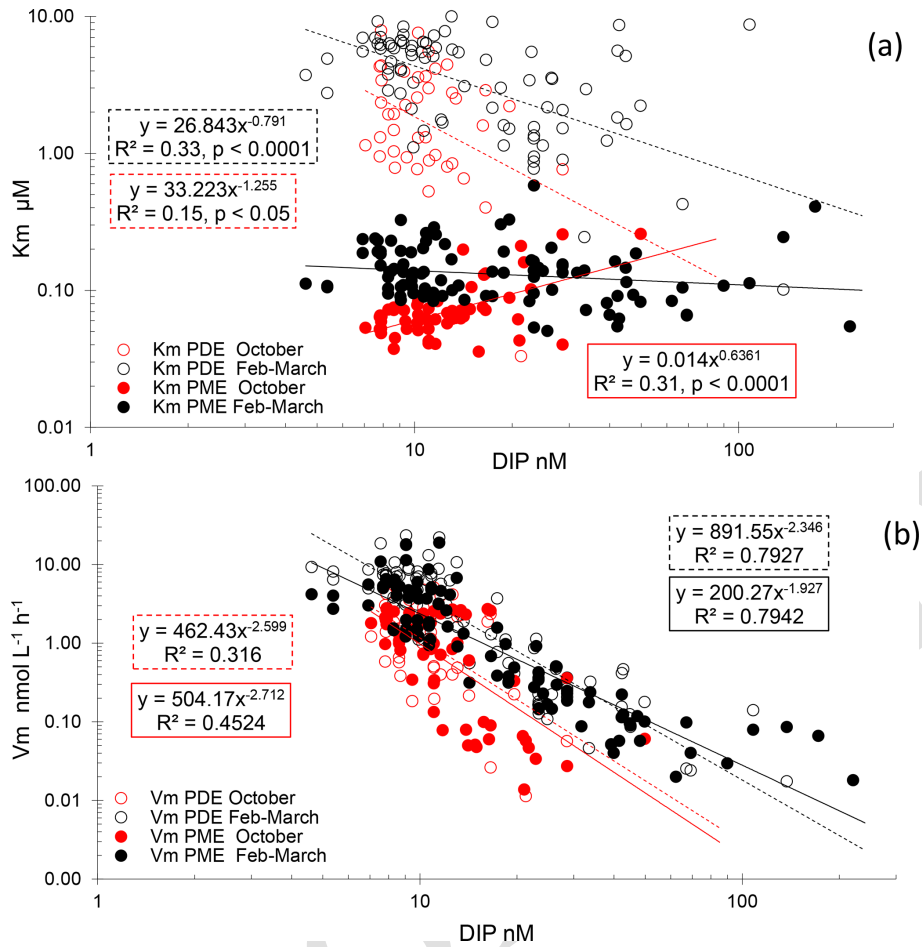 10.00
(a)
y = 26.843x^-0.791
R² = 0.33, p < 0.0001
1.00
y = 33.223x^-1.255
R² = 0.15, p < 0.05
Km µM
0.10
Km PDE October
Km PDE Feb-March
Km PME October
Km PME Feb-March
y = 0.014x^0.6361
R² = 0.31, p < 0.0001
0.01
1 10 100
DIP nM
100.00
(b)
y = 891.55x^-2.346
R² = 0.7927
10.00
y = 200.27x^-1.927
R² = 0.7942
y = 462.43x^-2.599
R² = 0.316
1.00
y = 504.17x^-2.712
R² = 0.4524
Vm nmol L^-1 h^-1
0.10
Vm PDE October
Vm PDE Feb-March
Vm PME October
Vm PME Feb-March
0.01
0.00
1 10 100
DIP nM